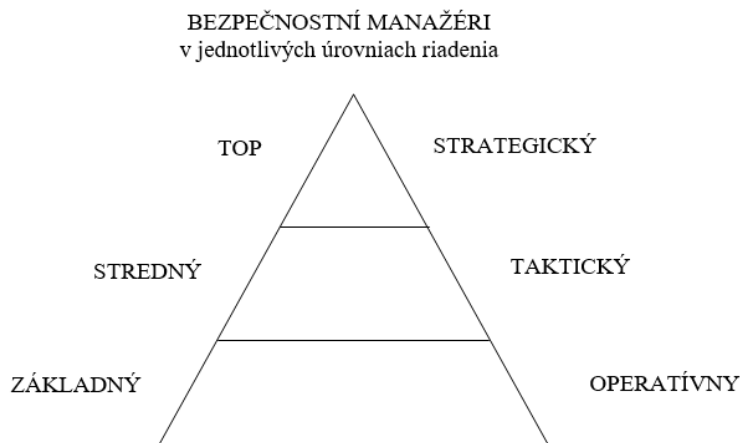 BEZPEČNOSTNÍ MANAŽÉRI
v jednotlivých úrovniach riadenia
TOP
STRATEGICKÝ
STREDNÝ
TAKTICKÝ
ZÁKLADNÝ
OPERATÍVNY